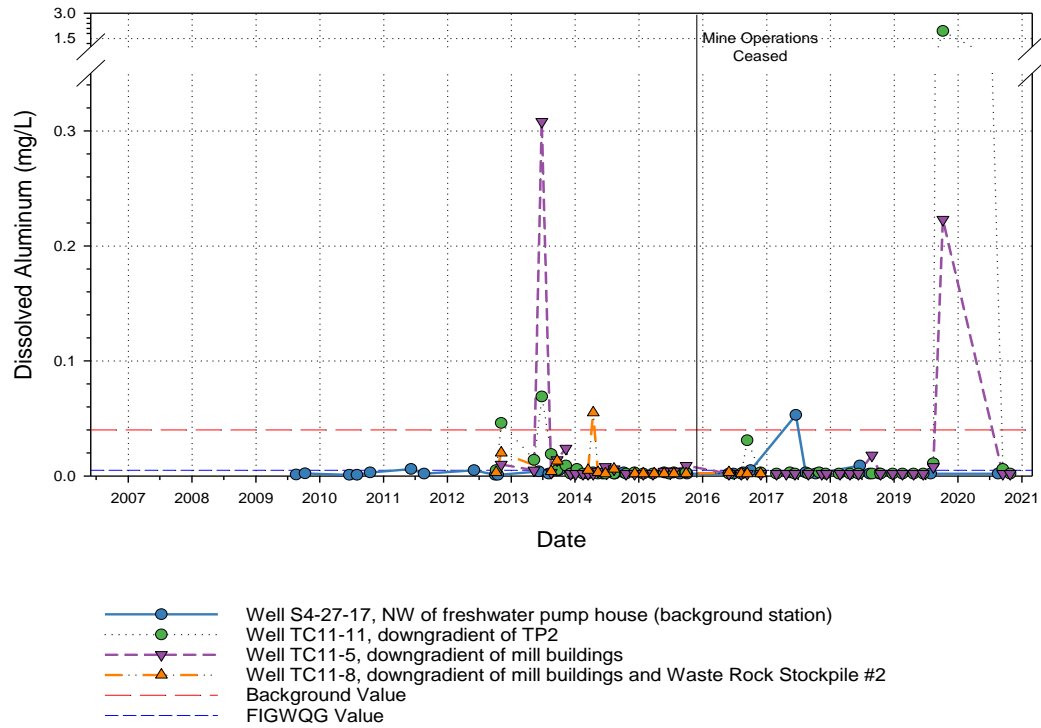 3.0
1.5
Mine Operations
Ceased
0.3
0.2
0.1
0.0
Dissolved Aluminum (mg/L)
2007 2008 2009 2010 2011 2012 2013 2014 2015 2016 2017 2018 2019 2020 2021
Date
Well S4-27-17, NW of freshwater pump house (background station)
Well TC11-11, downgradient of TP2
Well TC11-5, downgradient of mill buildings
Well TC11-8, downgradient of mill buildings and Waste Rock Stockpile #2
Background Value
FIGWQG Value